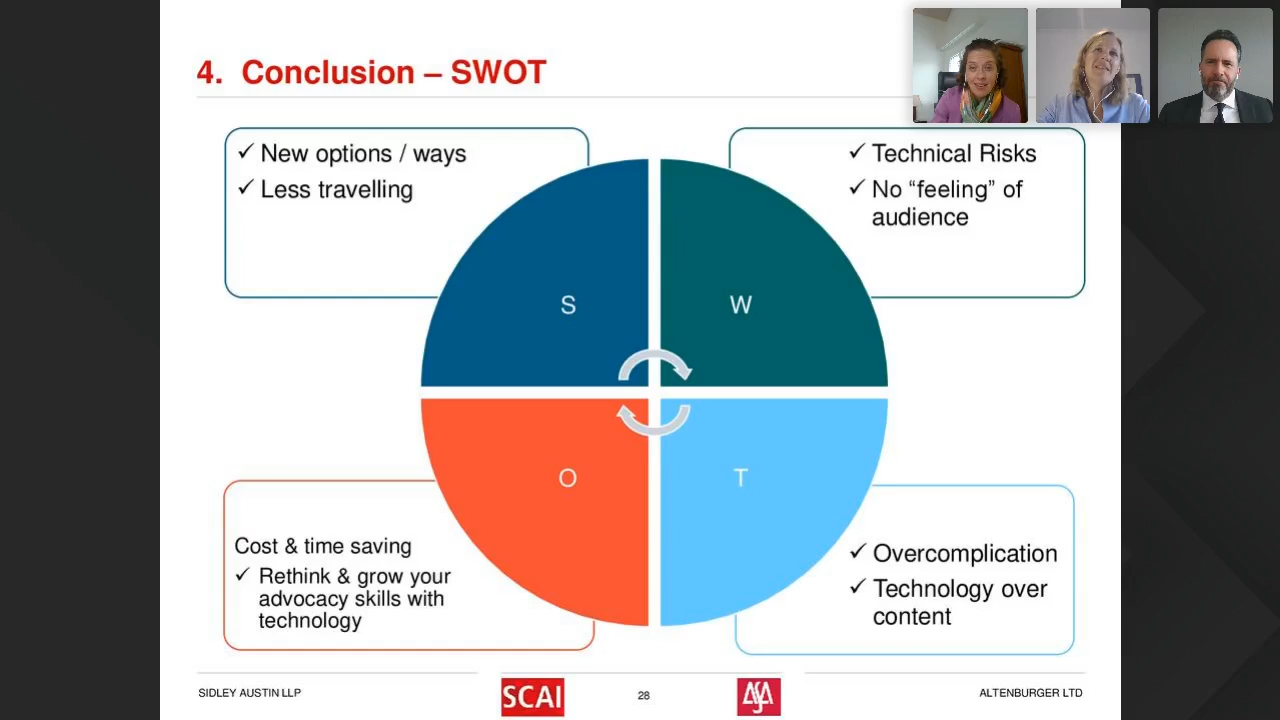 4. Conclusion – SWOT
✓ New options / ways
✓ Less travelling
✓ Technical Risks
✓ No “feeling” of
audience
S
W
O
T
Cost & time saving
✓ Rethink & grow your
advocacy skills with
technology
✓ Overcomplication
✓ Technology over
content
SIDLEY AUSTIN LLP
SCAI
28
ASA
ALTENBURGER LTD